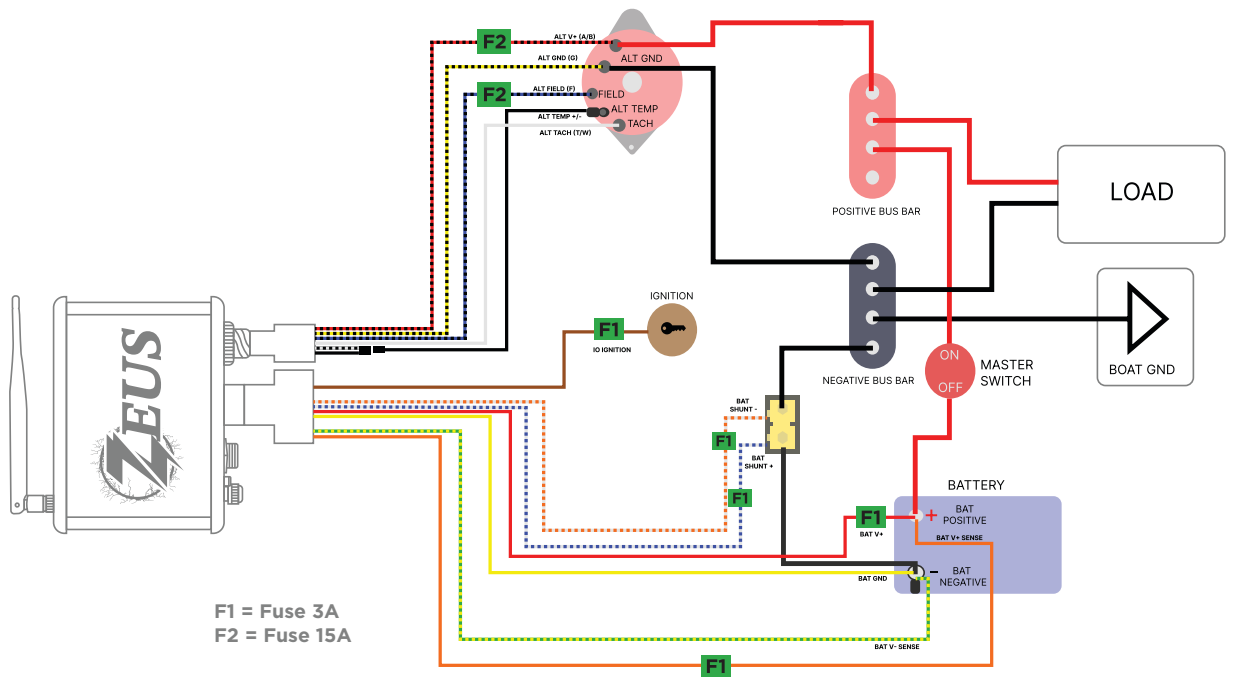 F2
ALT V+ (A/B)
ALT GND (G)
ALT GND
F2
ALT FIELD (F)
FIELD
ALT TEMP
ALT TEMP +/-
TACH
ALT TACH (T/W)
POSITIVE BUS BAR
LOAD
IGNITION
F1
IO IGNITION
NEGATIVE BUS BAR
ON
OFF
MASTER
SWITCH
BOAT GND
ZEUS
BAT
SHUNT -
F1
BAT
SHUNT +
F1
BATTERY
F1
BAT V+
+
BAT
POSITIVE
BAT V+ SENSE
BAT GND
-
BAT
NEGATIVE
F1 = Fuse 3A
F2 = Fuse 15A
BAT V- SENSE
F1